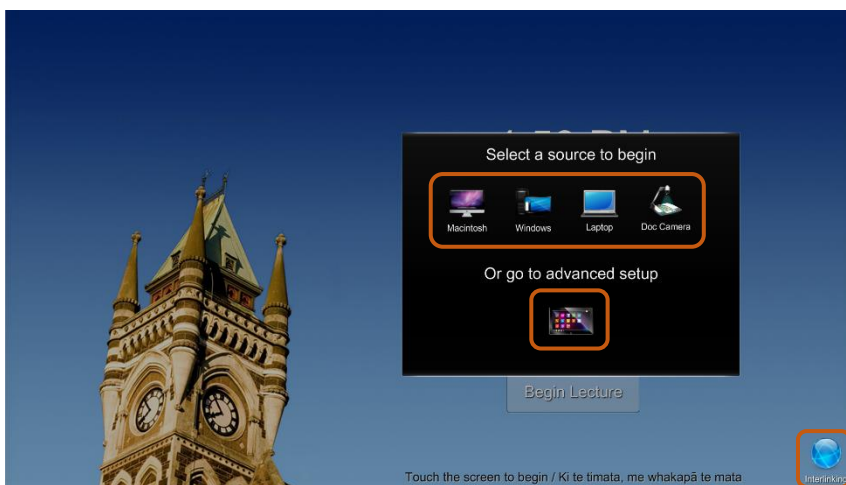 Select a source to begin
Macintosh Windows Laptop Doc Camera
Or go to advanced setup
Begin Lecture
Touch the screen to begin / Ki te timata, me whakapā te mata
Interlinking